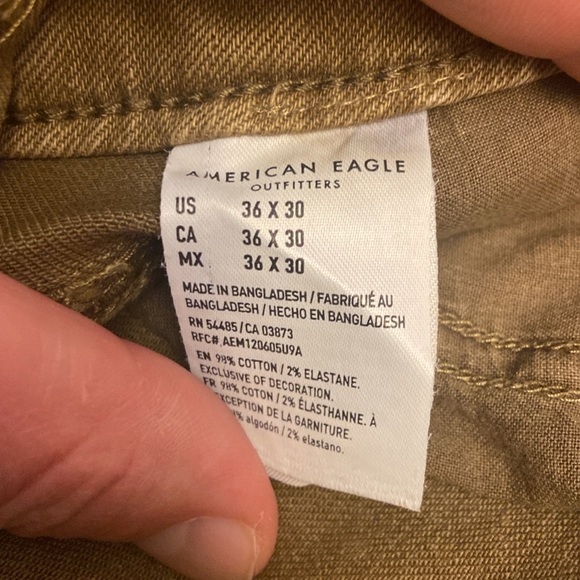 AMERICAN EAGLE
OUTFITTERS
US 36 X 30
CA 36 X 30
MX 36 X 30
MADE IN BANGLADESH / FABRIQUÉ AU
BANGLADESH / HECHO EN BANGLADESH
RN 54485 / CA 03873
RFC# AEM120605U9A
EN 98% COTTON / 2% ELASTANE.
EXCLUSIVE OF DECORATION.
FR 98% COTON / 2% ÉLASTHANNE. À
DE LA GARNITURE.
algodón / 2% elastano.